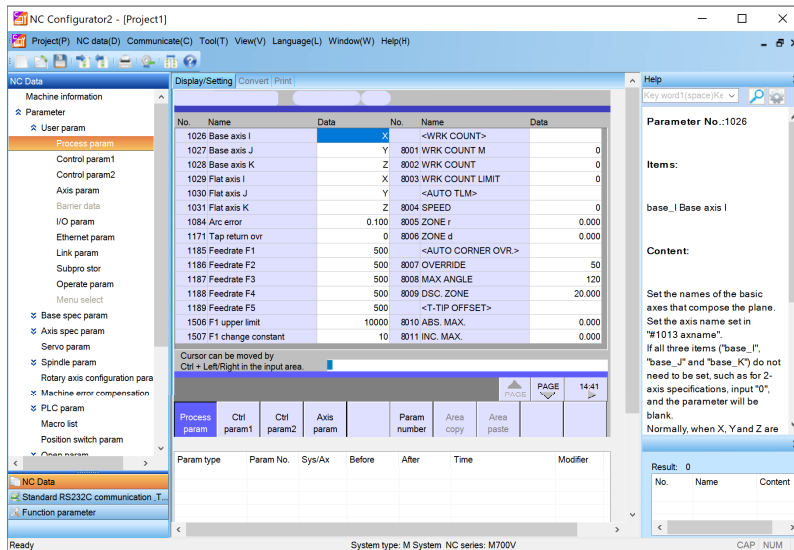 NC Configurator2 - [Project1]
Project(P) NC data(D) Communicate(C) Tool(T) View(V) Language(L) Window(W) Help(H)
NC Data
Machine information
Parameter
User param
Process param
Control param1
Control param2
Axis param
Barrier data
I/O param
Ethernet param
Link param
Subpro stor
Operate param
Menu select
Base spec param
Axis spec param
Servo param
Spindle param
Rotary axis configuration para
Machine error compensation
PLC param
Macro list
Position switch param
Open param
NC Data
Standard RS232C communication ,T...
Function parameter
Display/Setting Convert Print
No. Name Data No. Name Data
1026 Base axis I X <WRK COUNT>
1027 Base axis J Y 8001 WRK COUNT M 0
1028 Base axis K Z 8002 WRK COUNT 0
1029 Flat axis I X 8003 WRK COUNT LIMIT 0
1030 Flat axis J Y <AUTO TLM>
1031 Flat axis K Z 8004 SPEED 0
1084 Arc error 0.100 8005 ZONE r 0.000
1171 Tap return ovr 0 8006 ZONE d 0.000
1185 Feedrate F1 500 <AUTO CORNER OVR.>
1186 Feedrate F2 500 8007 OVERRIDE 50
1187 Feedrate F3 500 8008 MAX ANGLE 120
1188 Feedrate F4 500 8009 DSC. ZONE 20.000
1189 Feedrate F5 500 <T-TIP OFFSET>
1506 F1 upper limit 10000 8010 ABS. MAX. 0.000
1507 F1 change constant 10 8011 INC. MAX. 0.000
Cursor can be moved by
Ctrl + Left/Right in the input area.
PAGE PAGE 14:41
Process param Ctrl param1 Ctrl param2 Axis param Param number Area copy Area paste
Param type Param No. Sys/Ax Before After Time Modifier
Help
Key word1(space)Ke
Parameter No.:1026
Items:
base_I Base axis I
Content:
Set the names of the basic
axes that compose the plane.
Set the axis name set in
"#1013 axname".
If all three items ("base_I",
"base_J" and "base_K") do not
need to be set, such as for 2-
axis specifications, input "0",
and the parameter will be
blank.
Normally, when X, Yand Z are
Result: 0
No. Name Content
Ready System type: M System NC series: M700V CAP NUM